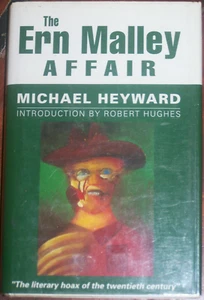 The
Ern Malley
AFFAIR
MICHAEL HEYWARD
INTRODUCTION BY ROBERT HUGHES
"The literary hoax of the twentieth century"